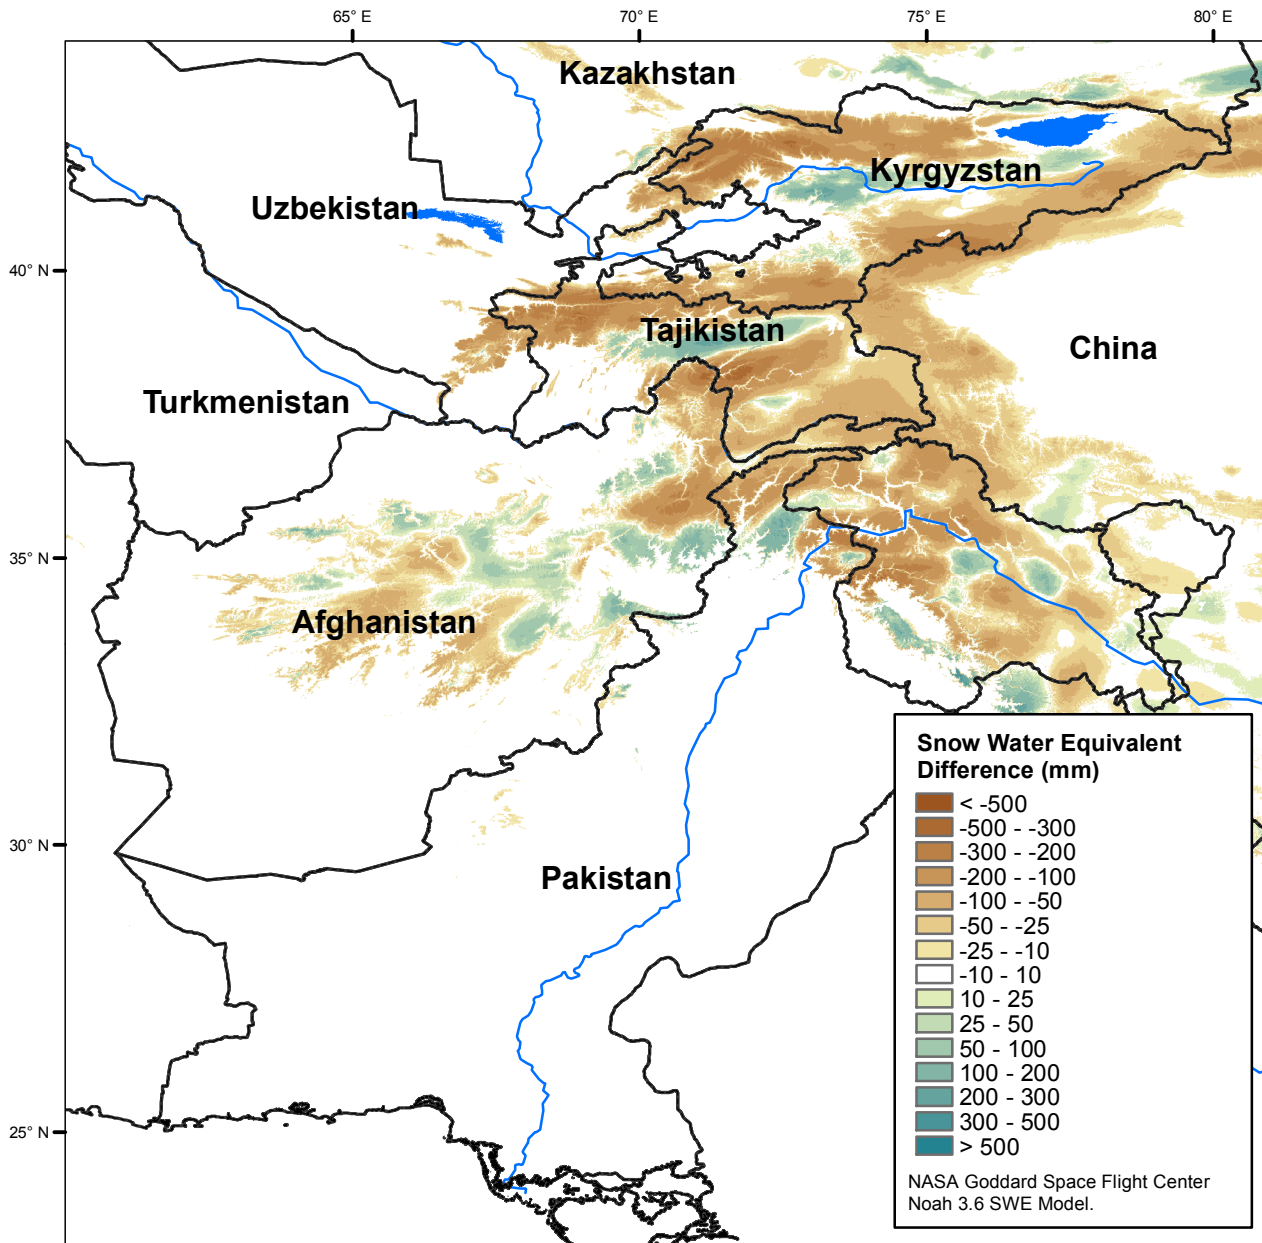 65° E
70° E
75° E
80° E
Kazakhstan
Kyrgyzstan
Uzbekistan
40° N
Tajikistan
China
Turkmenistan
35° N
Afghanistan
30° N
Pakistan
25° N
Snow Water Equivalent
Difference (mm)
< -500
-500 - -300
-300 - -200
-200 - -100
-100 - -50
-50 - -25
-25 - -10
-10 - 10
10 - 25
25 - 50
50 - 100
100 - 200
200 - 300
300 - 500
> 500
NASA Goddard Space Flight Center
Noah 3.6 SWE Model.